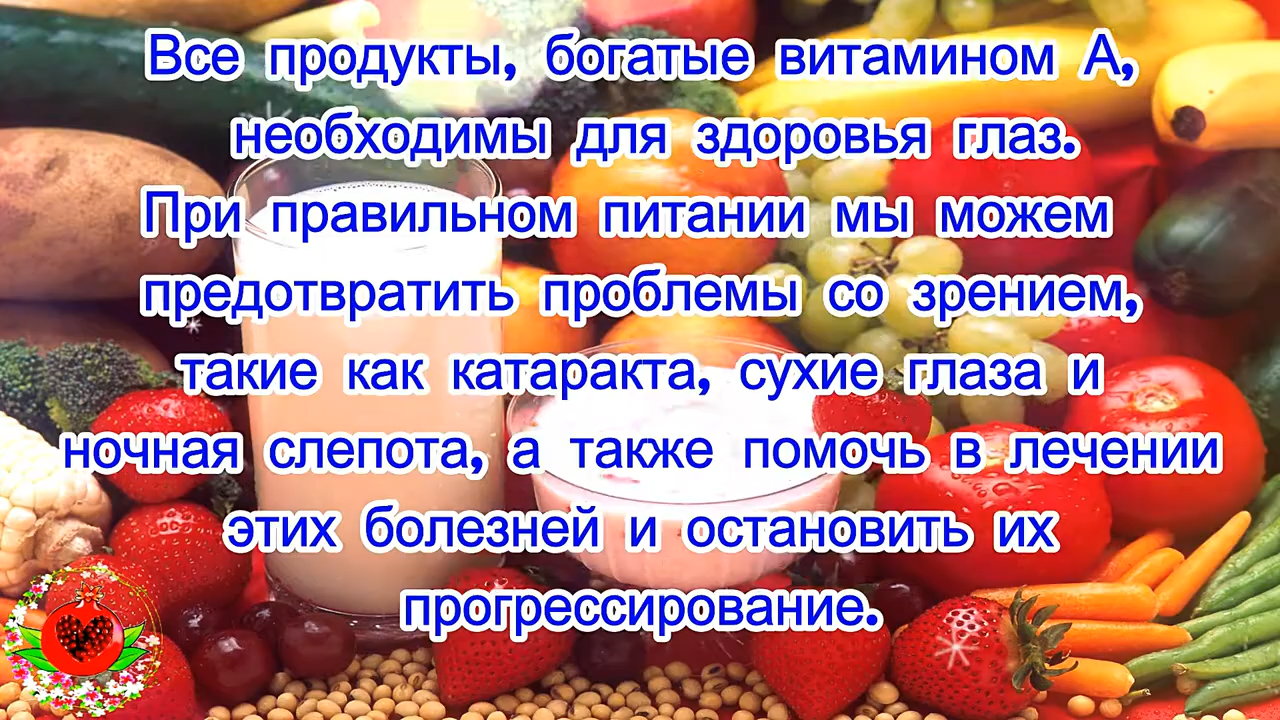 Все продукты, богатые витамином А,
необходимы для здоровья глаз.
При правильном питании мы можем
предотвратить проблемы со зрением,
такие как катаракта, сухие глаза и
ночная слепота, а также помочь в лечении
этих болезней и остановить их
прогрессирование.